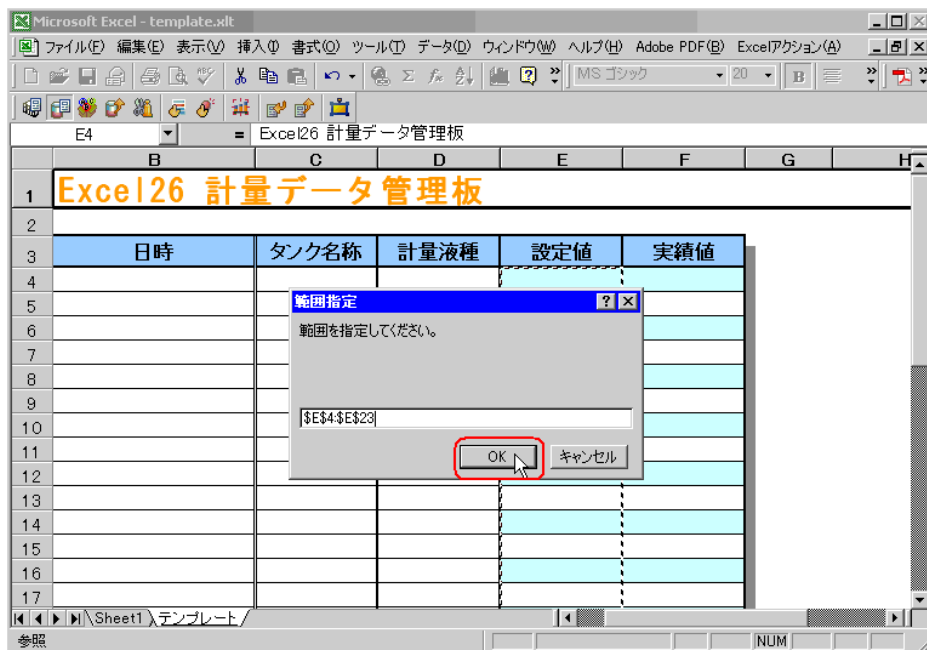 Microsoft Excel - template.xlt
ファイル(F) 編集(E) 表示(V) 挿入(I) 書式(O) ツール(T) データ(D) ウィンドウ(W) ヘルプ(H) Adobe PDF(B) Excelアクション(A)
MS ゴシック 20 B
E4 = Excel26 計量データ管理板
B C D E F G H
1 Excel26 計量データ管理板
2
3 日時 タンク名称 計量液種 設定値 実績値
4
5
6
7
8
9
10
11
12
13
14
15
16
17
範囲指定
範囲を指定してください。
$E$4:$E$23
OK キャンセル
Sheet1 テンプレート
参照 NUM